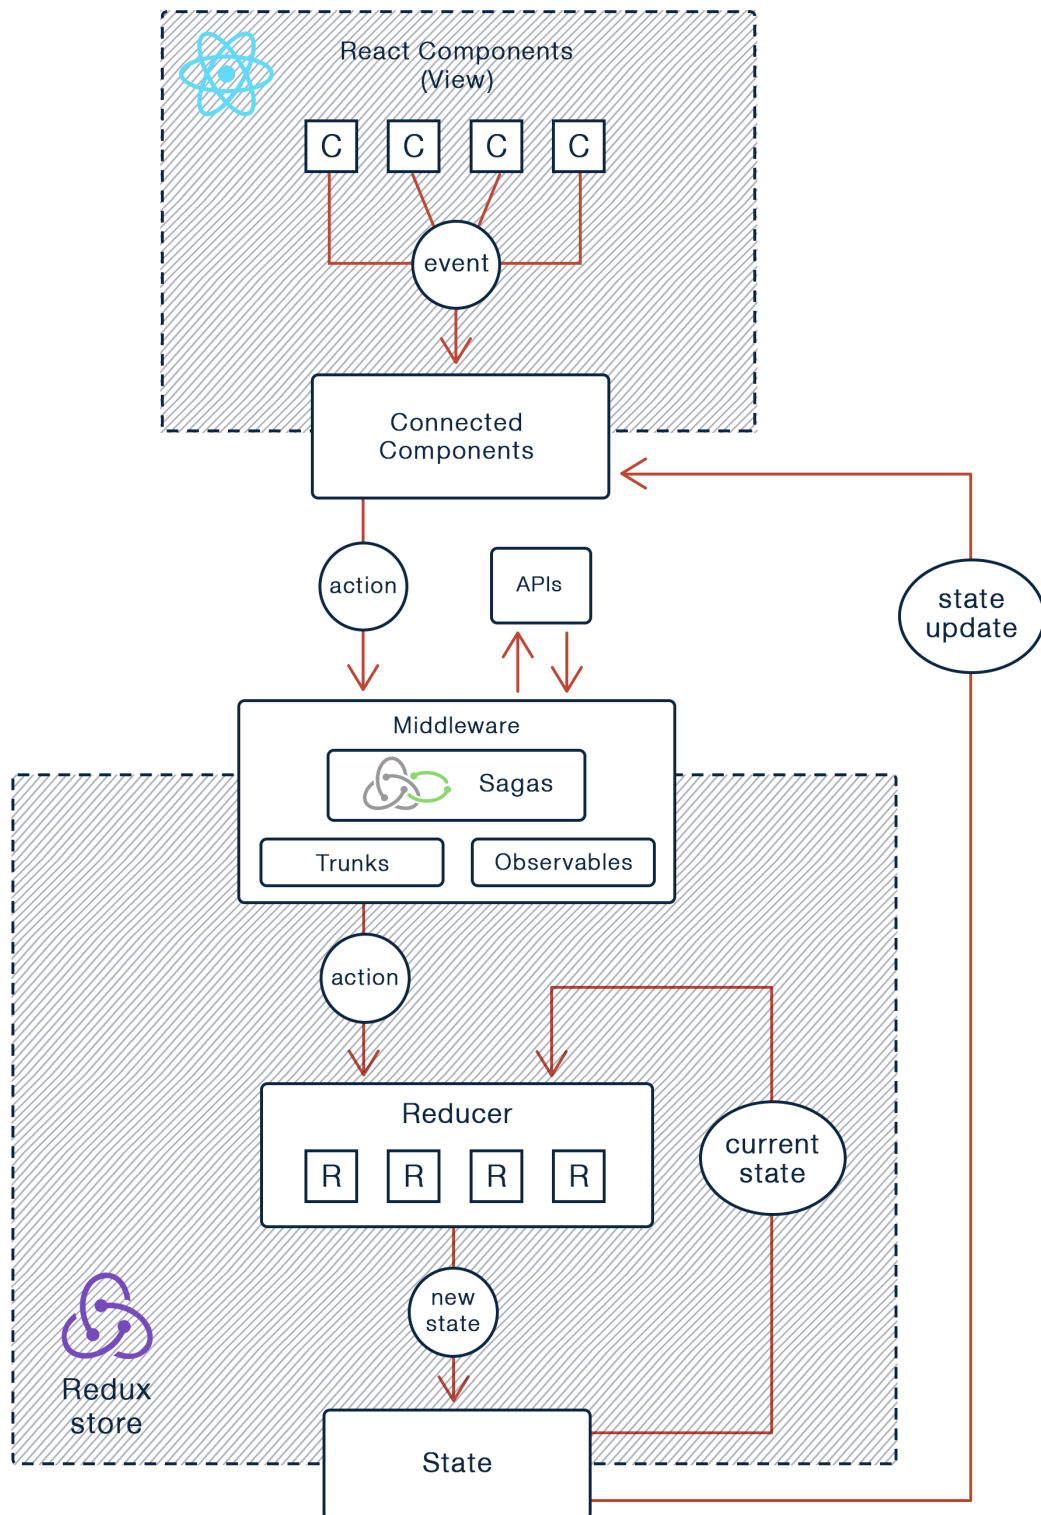 React Components
(View)
C C C C
event
Connected
Components
action
APIs
state
update
Middleware
Sagas
Trunks
Observables
action
Reducer
R R R R
current
state
new
state
Redux
store
State